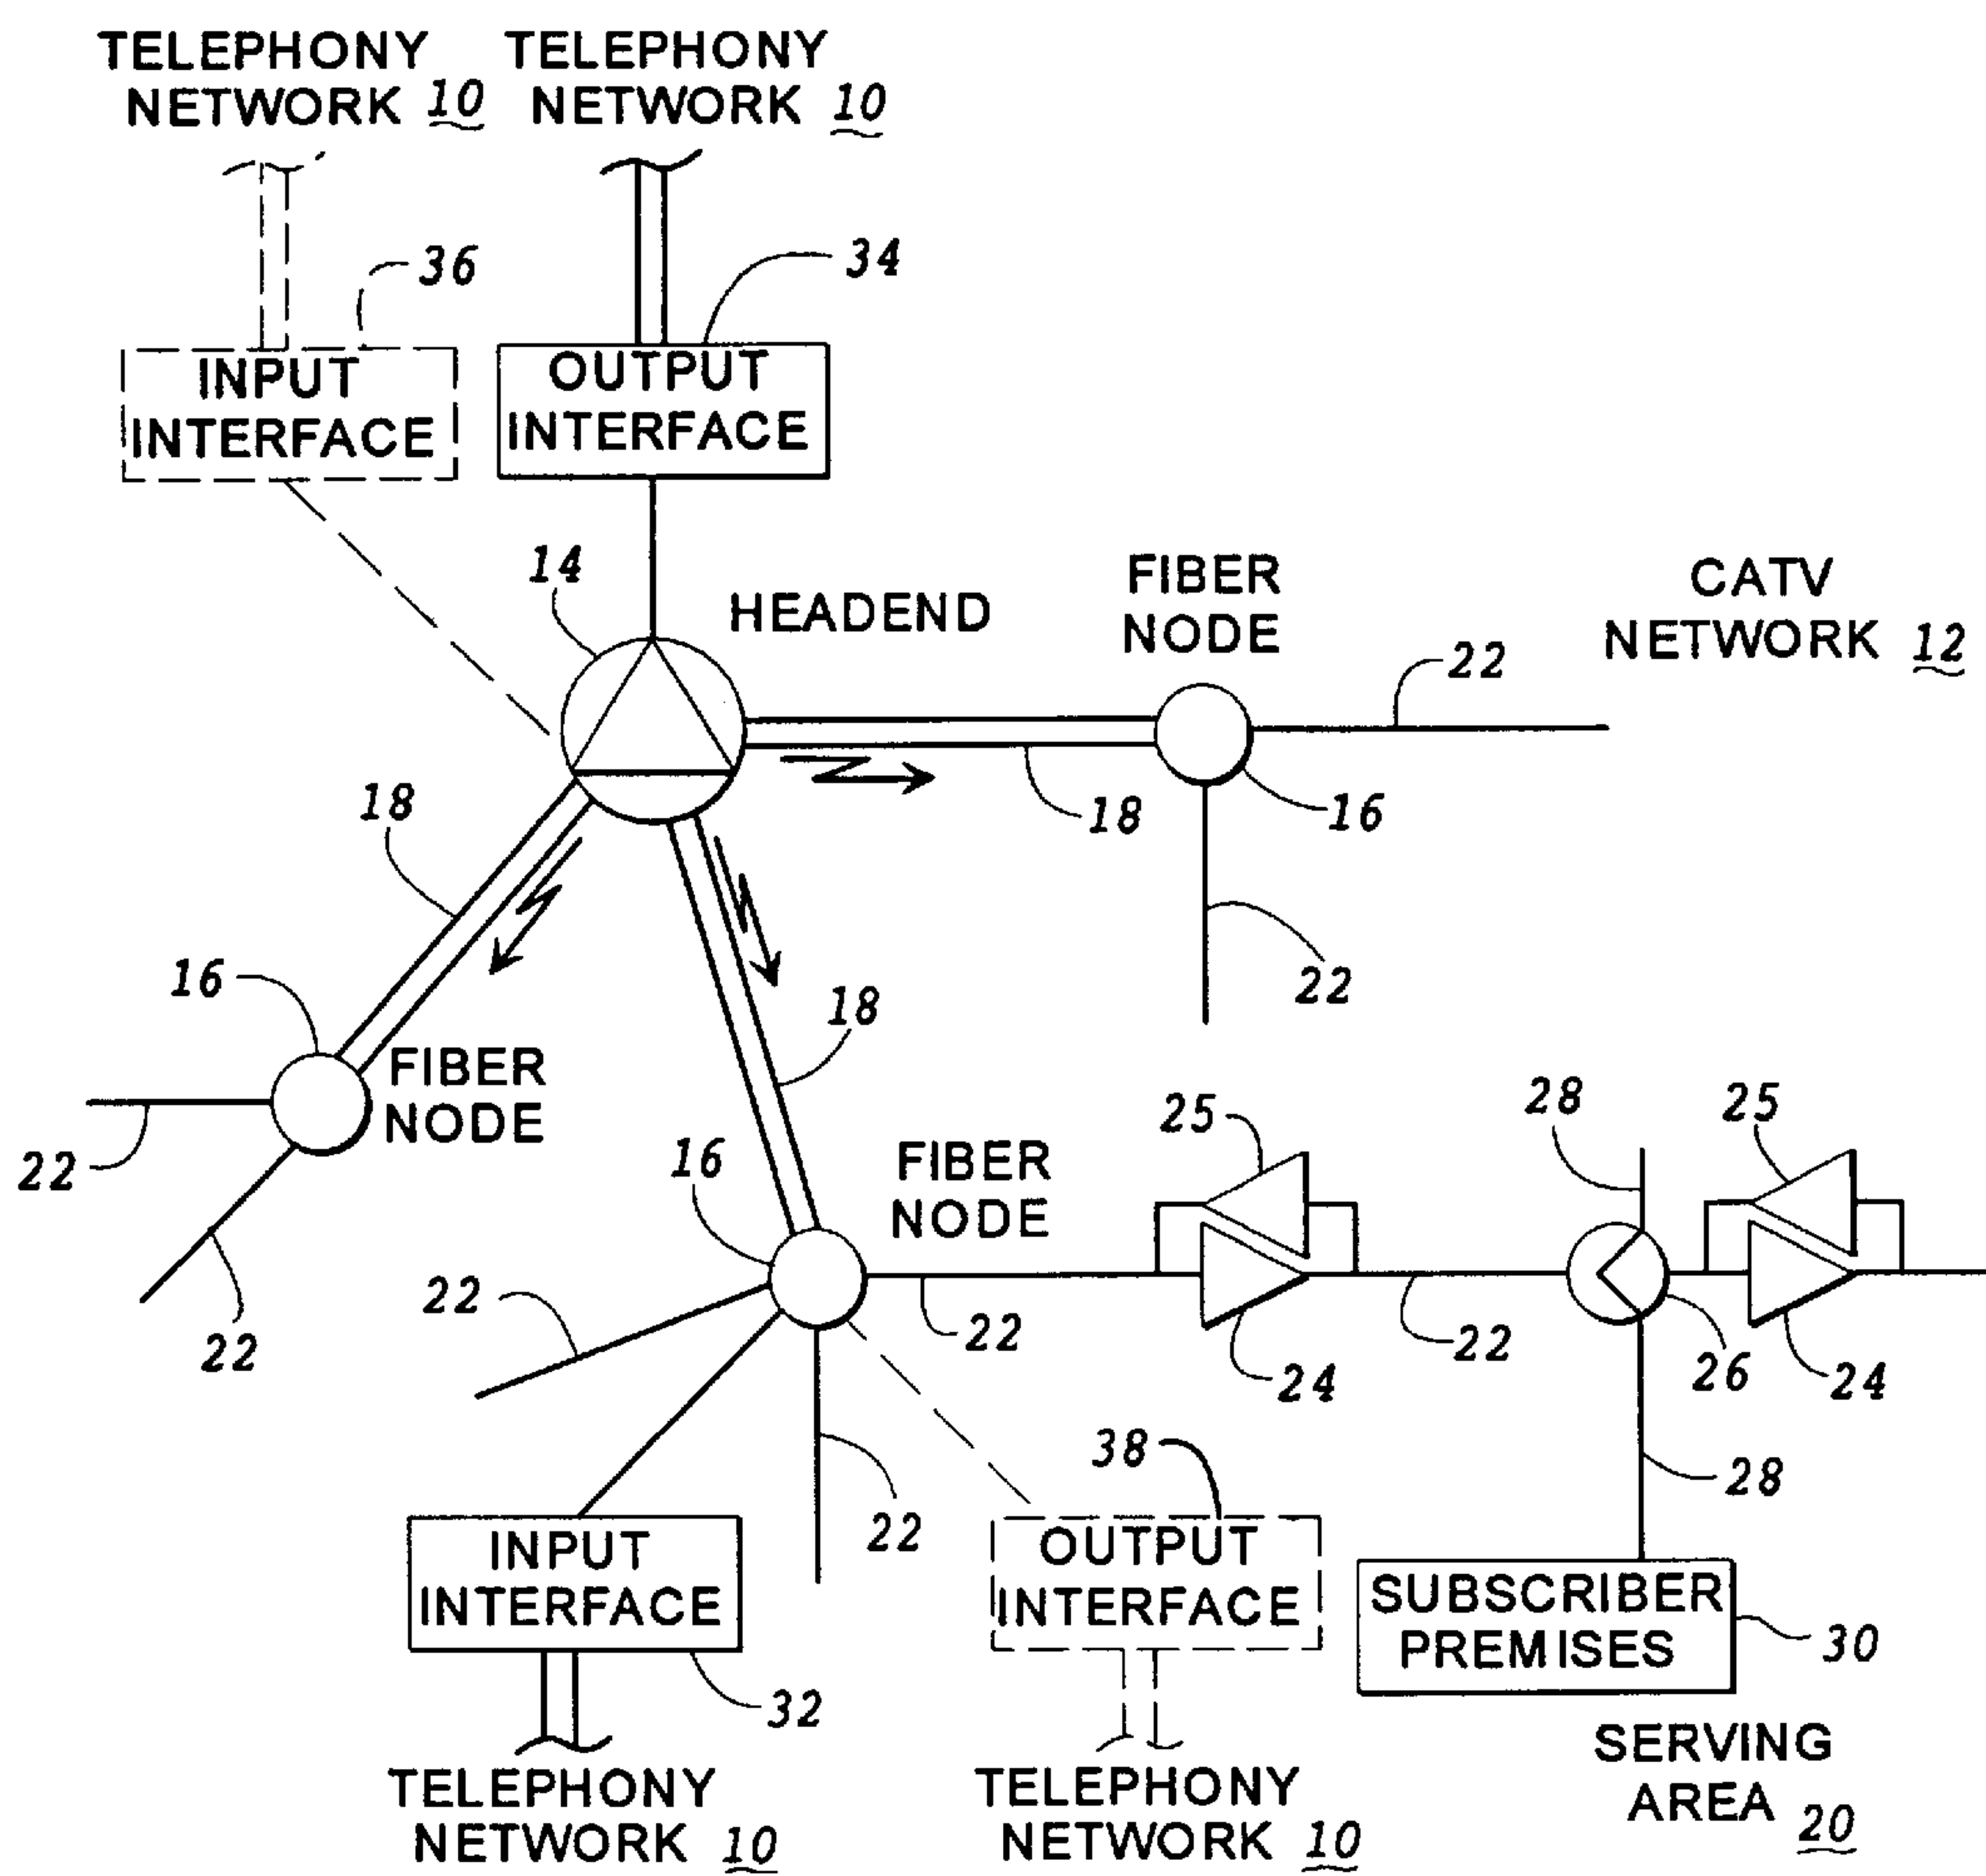 TELEPHONY
NETWORK 10
TELEPHONY
NETWORK 10
36
34
INPUT
INTERFACE
OUTPUT
INTERFACE
14
HEADEND
FIBER
NODE
CATV
NETWORK 12
22
18
18
16
22
16
18
FIBER
NODE
22
22
16
FIBER
NODE
25
28
25
22
22
24
22
26
24
38
28
22
INPUT
INTERFACE
OUTPUT
INTERFACE
SUBSCRIBER
PREMISES
30
32
TELEPHONY
NETWORK 10
TELEPHONY
NETWORK 10
SERVING
AREA 20